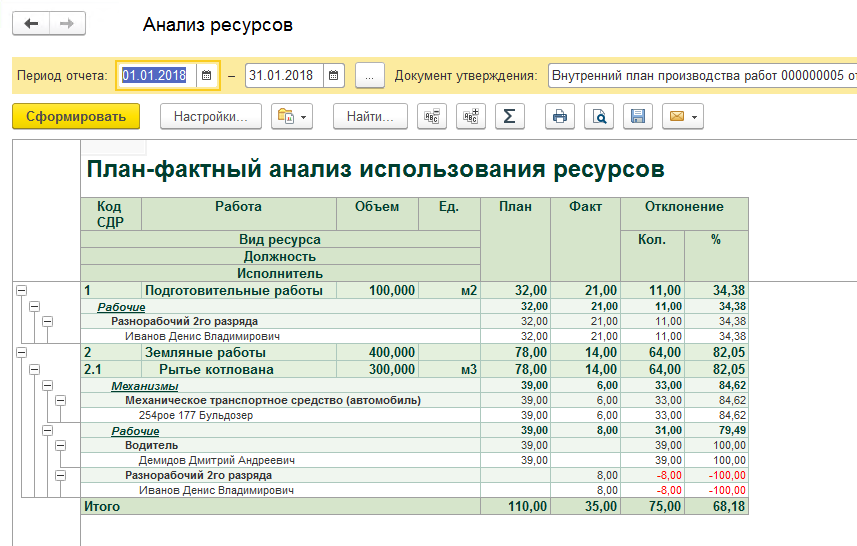 Анализ ресурсов
Период отчета: 01.01.2018 – 31.01.2018 ... Документ утверждения: Внутренний план производства работ 000000005 от
Сформировать Настройки... Найти... Σ
План-фактный анализ использования ресурсов
Код СДР Работа Объем Ед. План Факт Отклонение
Вид ресурса Кол. %
Должность
Исполнитель
1 Подготовительные работы 100,000 м2 32,00 21,00 11,00 34,38
Рабочие 32,00 21,00 11,00 34,38
Разнорабочий 2го разряда 32,00 21,00 11,00 34,38
Иванов Денис Владимирович 32,00 21,00 11,00 34,38
2 Земляные работы 400,000 78,00 14,00 64,00 82,05
2.1 Рытье котлована 300,000 м3 78,00 14,00 64,00 82,05
Механизмы 39,00 6,00 33,00 84,62
Механическое транспортное средство (автомобиль) 39,00 6,00 33,00 84,62
254рое 177 Бульдозер 39,00 6,00 33,00 84,62
Рабочие 39,00 8,00 31,00 79,49
Водитель 39,00 39,00 100,00
Демидов Дмитрий Андреевич 39,00 39,00 100,00
Разнорабочий 2го разряда 8,00 -8,00 -100,00
Иванов Денис Владимирович 8,00 -8,00 -100,00
Итого 110,00 35,00 75,00 68,18